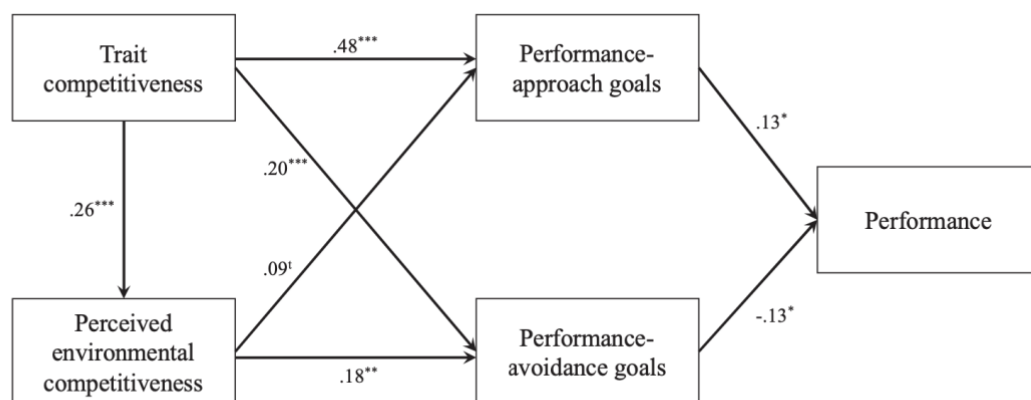 Trait
competitiveness
.48***
Performance-
approach goals
.13*
.20***
.26***
Performance
.09ᵗ
Perceived
environmental
competitiveness
.18**
Performance-
avoidance goals
-.13*